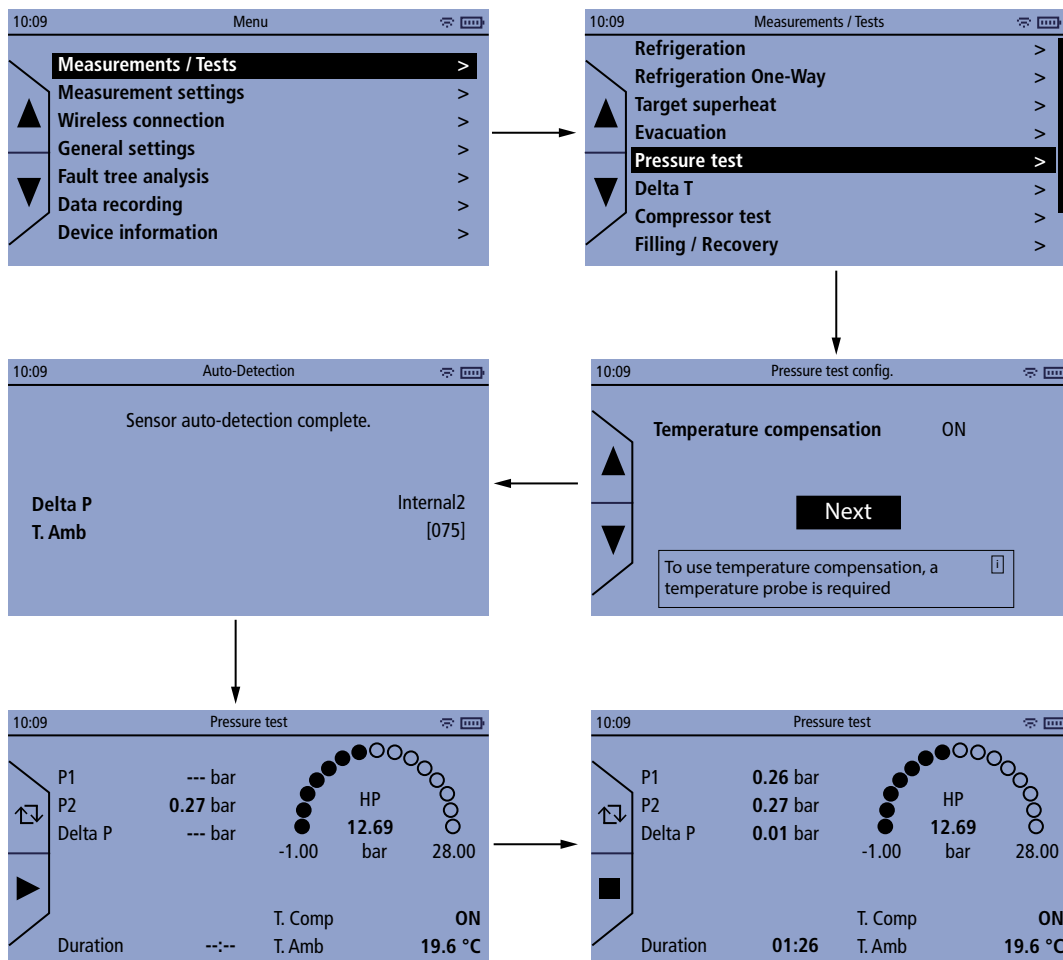 10:09 Menu
Measurements / Tests >
Measurement settings >
Wireless connection >
General settings >
Fault tree analysis >
Data recording >
Device information >
10:09 Measurements / Tests
Refrigeration >
Refrigeration One-Way >
Target superheat >
Evacuation >
Pressure test >
Delta T >
Compressor test >
Filling / Recovery >
10:09 Pressure test config.
Temperature compensation ON
Next
To use temperature compensation, a i
temperature probe is required
10:09 Auto-Detection
Sensor auto-detection complete.
Delta P Internal2
T. Amb [075]
10:09 Pressure test
P1 --- bar
P2 0.27 bar
Delta P --- bar
HP
12.69
-1.00 bar 28.00
T. Comp ON
Duration --:-- T. Amb 19.6 °C
10:09 Pressure test
P1 0.26 bar
P2 0.27 bar
Delta P 0.01 bar
HP
12.69
-1.00 bar 28.00
T. Comp ON
Duration 01:26 T. Amb 19.6 °C